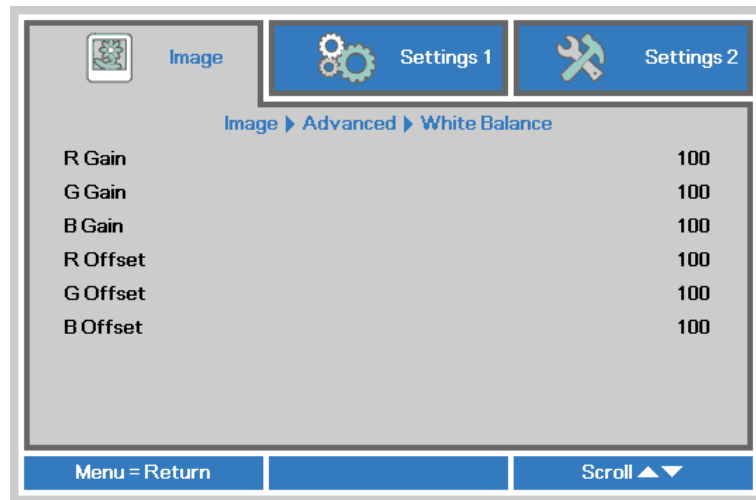 Image
Settings 1
Settings 2
Image ▶ Advanced ▶ White Balance
R Gain 100
G Gain 100
B Gain 100
R Offset 100
G Offset 100
B Offset 100
Menu = Return
Scroll ▲▼